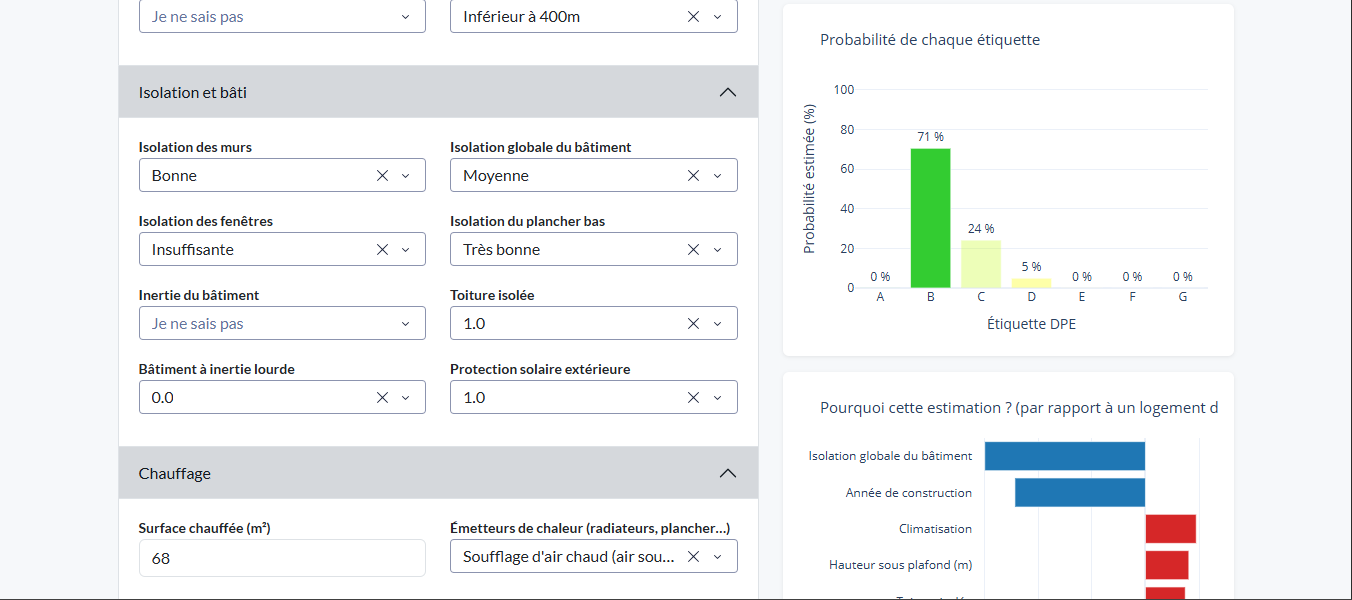 Je ne sais pas
Inférieur à 400m
Isolation et bâti
Isolation des murs
Isolation globale du bâtiment
Bonne
Moyenne
Isolation des fenêtres
Isolation du plancher bas
Insuffisante
Très bonne
Inertie du bâtiment
Toiture isolée
Je ne sais pas
1.0
Bâtiment à inertie lourde
Protection solaire extérieure
0.0
1.0
Chauffage
Surface chauffée (m²)
Émetteurs de chaleur (radiateurs, plancher...)
68
Soufflage d'air chaud (air sou...
Probabilité de chaque étiquette
Probabilité estimée (%)
100
80
60
40
20
0
0 %
71 %
24 %
5 %
0 %
0 %
0 %
A
B
C
D
E
F
G
Étiquette DPE
Pourquoi cette estimation ? (par rapport à un logement d
Isolation globale du bâtiment
Année de construction
Climatisation
Hauteur sous plafond (m)